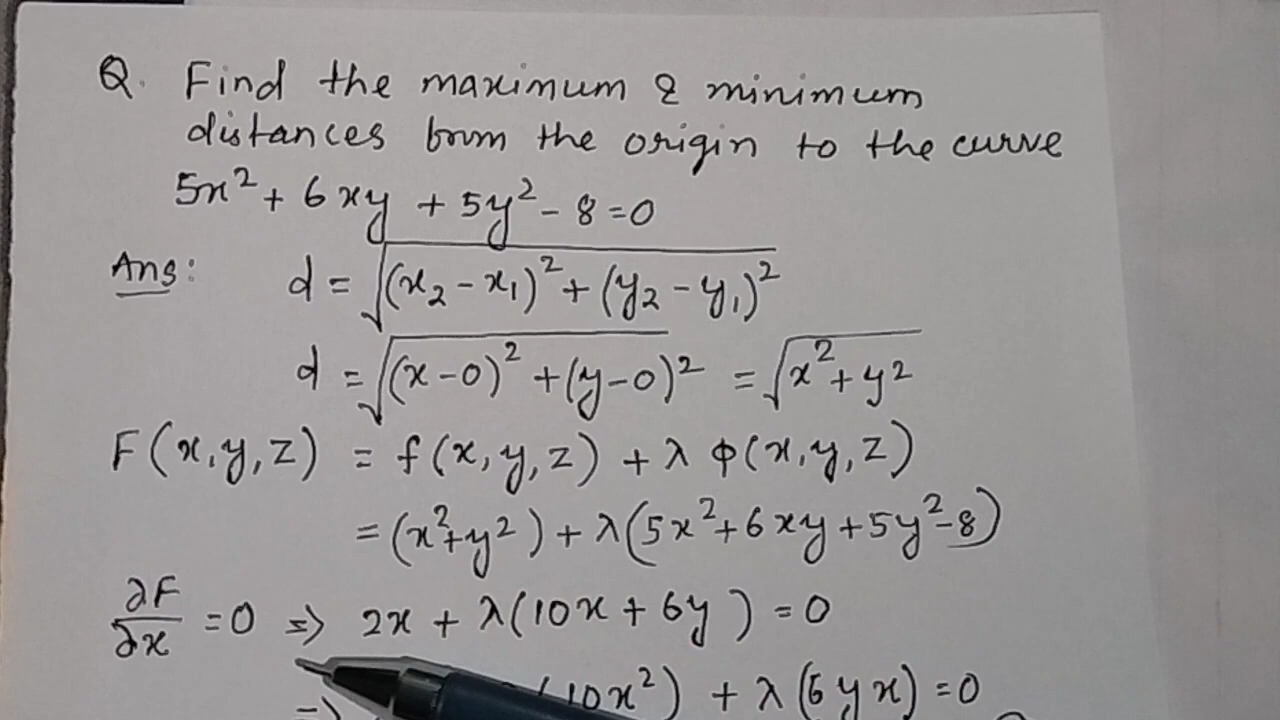 Q. Find the maximum & minimum
distances from the origin to the curve
5x² + 6xy + 5y² - 8 = 0
Ans: d = √(x₂ - x₁)² + (y₂ - y₁)²
d = √(x-0)² + (y-0)² = √x² + y²
F(x,y,z) = f(x,y,z) + λ φ(x,y,z)
= (x² + y²) + λ(5x² + 6xy + 5y² - 8)
∂F/∂x = 0 => 2x + λ(10x + 6y) = 0
=> (10x²) + λ(6yx) = 0